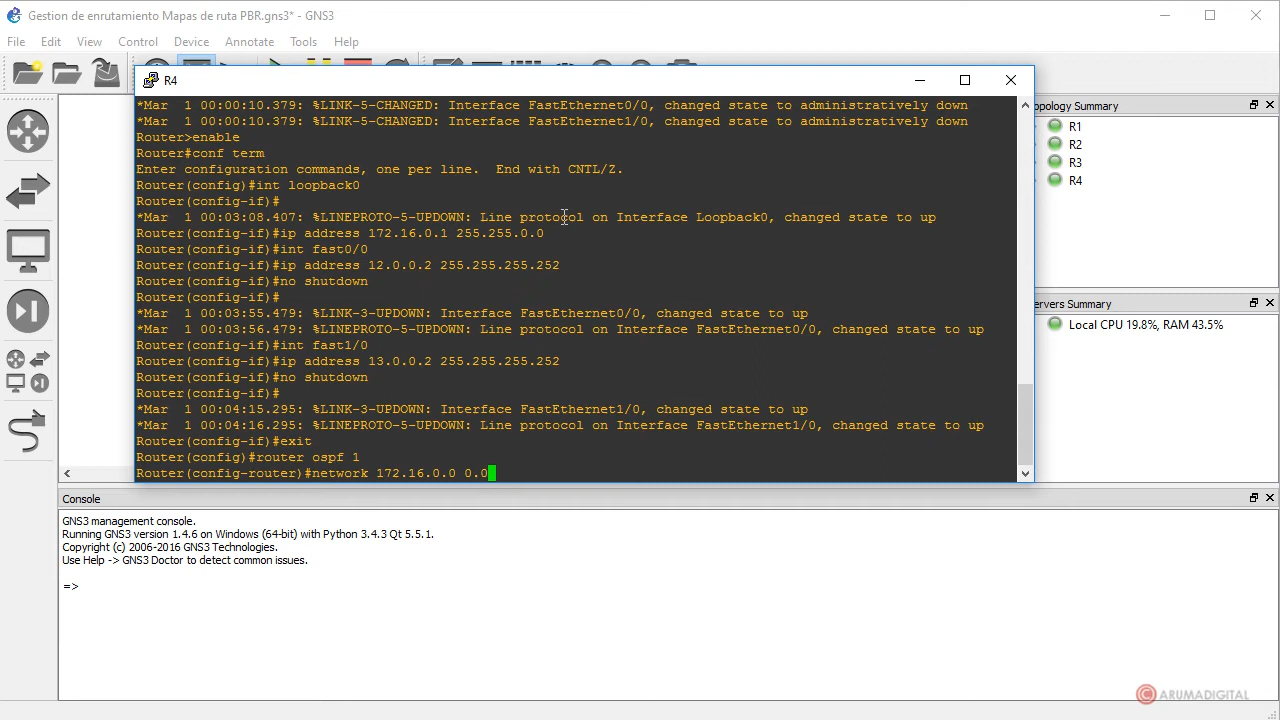 Gestion de enrutamiento Mapas de ruta PBR.gns3* - GNS3
File Edit View Control Device Annotate Tools Help
R4
*Mar  1 00:00:10.379: %LINK-5-CHANGED: Interface FastEthernet0/0, changed state to administratively down
*Mar  1 00:00:10.379: %LINK-5-CHANGED: Interface FastEthernet1/0, changed state to administratively down
Router>enable
Router#conf term
Enter configuration commands, one per line.  End with CNTL/Z.
Router(config)#int loopback0
Router(config-if)#
*Mar  1 00:03:08.407: %LINEPROTO-5-UPDOWN: Line protocol on Interface Loopback0, changed state to up
Router(config-if)#ip address 172.16.0.1 255.255.0.0
Router(config-if)#int fast0/0
Router(config-if)#ip address 12.0.0.2 255.255.255.252
Router(config-if)#no shutdown
Router(config-if)#
*Mar  1 00:03:55.479: %LINK-3-UPDOWN: Interface FastEthernet0/0, changed state to up
*Mar  1 00:03:56.479: %LINEPROTO-5-UPDOWN: Line protocol on Interface FastEthernet0/0, changed state to up
Router(config-if)#int fast1/0
Router(config-if)#ip address 13.0.0.2 255.255.255.252
Router(config-if)#no shutdown
Router(config-if)#
*Mar  1 00:04:15.295: %LINK-3-UPDOWN: Interface FastEthernet1/0, changed state to up
*Mar  1 00:04:16.295: %LINEPROTO-5-UPDOWN: Line protocol on Interface FastEthernet1/0, changed state to up
Router(config-if)#exit
Router(config)#router ospf 1
Router(config-router)#network 172.16.0.0 0.0
opology Summary
R1
R2
R3
R4
ervers Summary
Local CPU 19.8%, RAM 43.5%
Console
GNS3 management console.
Running GNS3 version 1.4.6 on Windows (64-bit) with Python 3.4.3 Qt 5.5.1.
Copyright (c) 2006-2016 GNS3 Technologies.
Use Help -> GNS3 Doctor to detect common issues.
=>
© ARUMADIGITAL